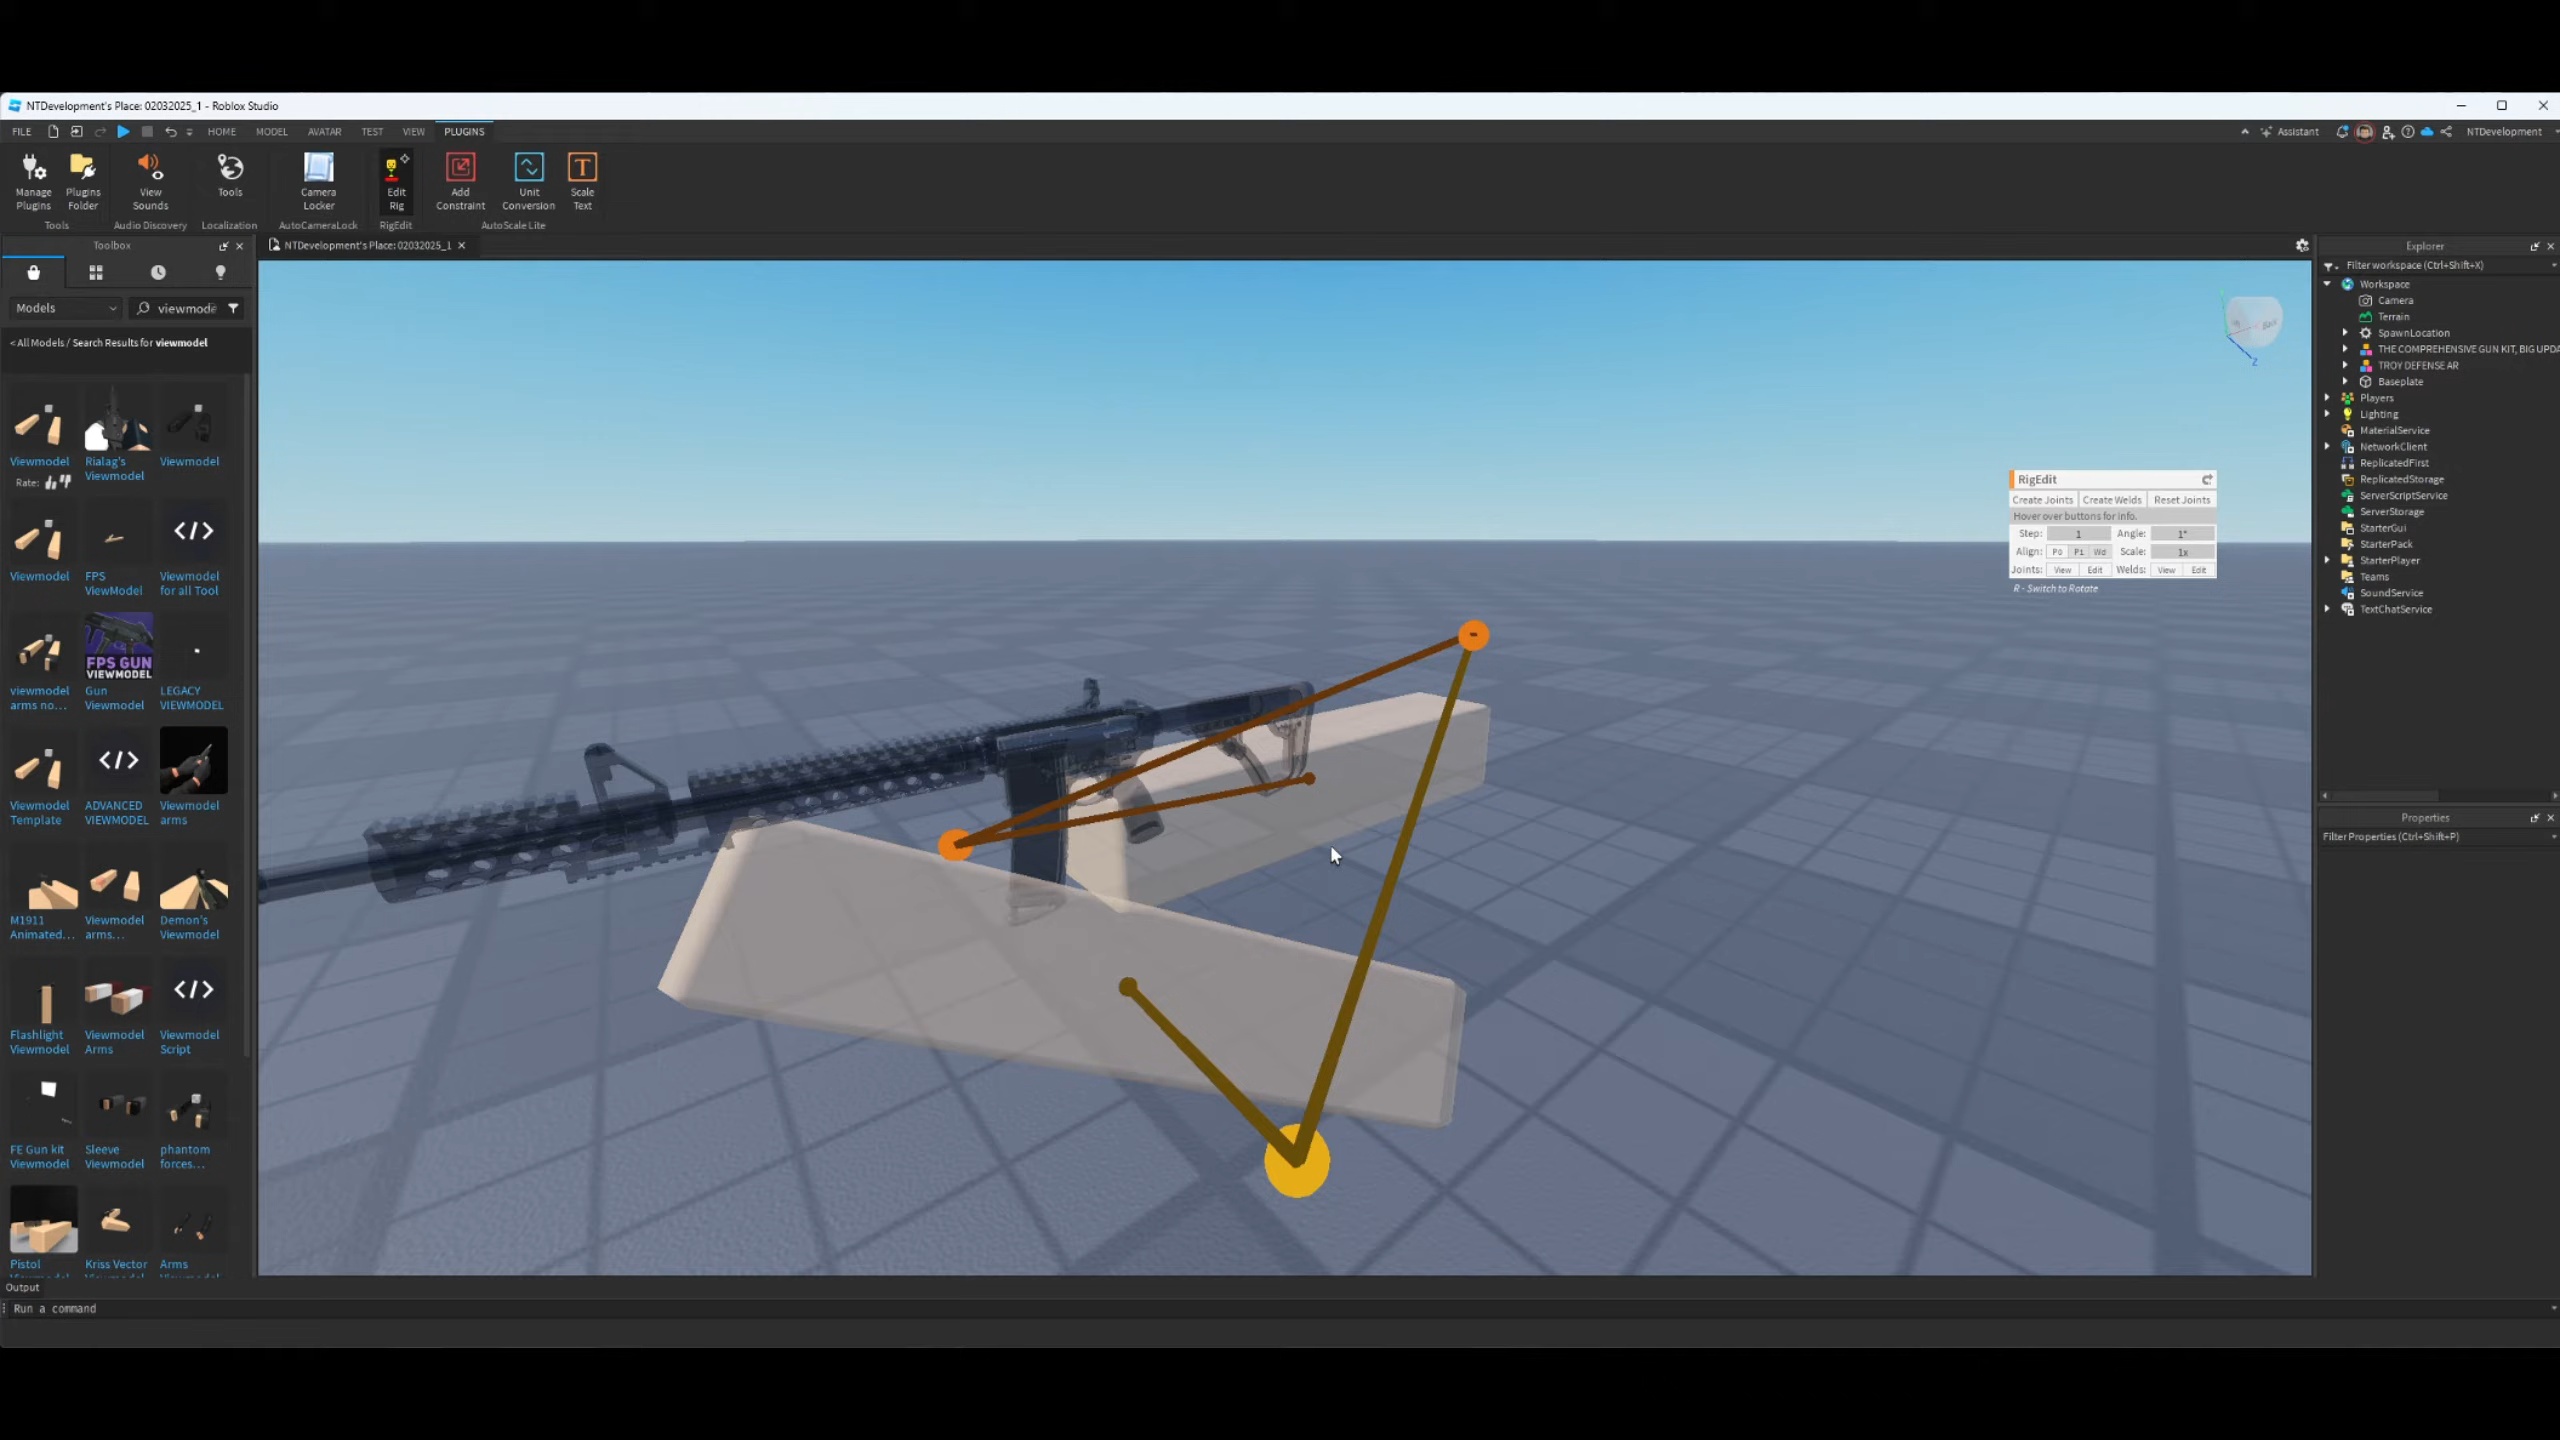 NTDevelopment's Place: 02032025_1 - Roblox Studio
FILE HOME MODEL AVATAR TEST VIEW PLUGINS Assistant NTDevelopment
Manage Plugins
Plugins Folder
View Sounds
Tools
Camera Locker
Edit Rig
Add Constraint
Unit Conversion
Scale Text
Tools Audio Discovery Localization AutoCameraLock RigEdit AutoScale Lite
Toolbox
NTDevelopment's Place: 02032025_1
Models viewmode
< All Models / Search Results for viewmodel
Viewmodel
Rialag's Viewmodel
Viewmodel
Rate:
Viewmodel
FPS ViewModel
Viewmodel for all Tool
FPS GUN
VIEWMODEL
viewmodel arms no...
Gun Viewmodel
LEGACY VIEWMODEL
Viewmodel Template
ADVANCED VIEWMODEL
Viewmodel arms
M1911 Animated...
Viewmodel arms...
Demon's Viewmodel
Flashlight Viewmodel
Viewmodel Arms
Viewmodel Script
FE Gun kit Viewmodel
Sleeve Viewmodel
phantom forces...
Pistol
Kriss Vector
Arms
Back
Z
RigEdit
Create Joints Create Welds Reset Joints
Hover over buttons for info.
Step: 1 Angle: 1°
Align: P0 P1 Wd Scale: 1x
Joints: View Edit Welds: View Edit
R - Switch to Rotate
Explorer
Filter workspace (Ctrl+Shift+X)
Workspace
Camera
Terrain
SpawnLocation
THE COMPREHENSIVE GUN KIT, BIG UPDA
TROY DEFENSE AR
Baseplate
Players
Lighting
MaterialService
NetworkClient
ReplicatedFirst
ReplicatedStorage
ServerScriptService
ServerStorage
StarterGui
StarterPack
StarterPlayer
Teams
SoundService
TextChatService
Properties
Filter Properties (Ctrl+Shift+P)
Output
Run a command